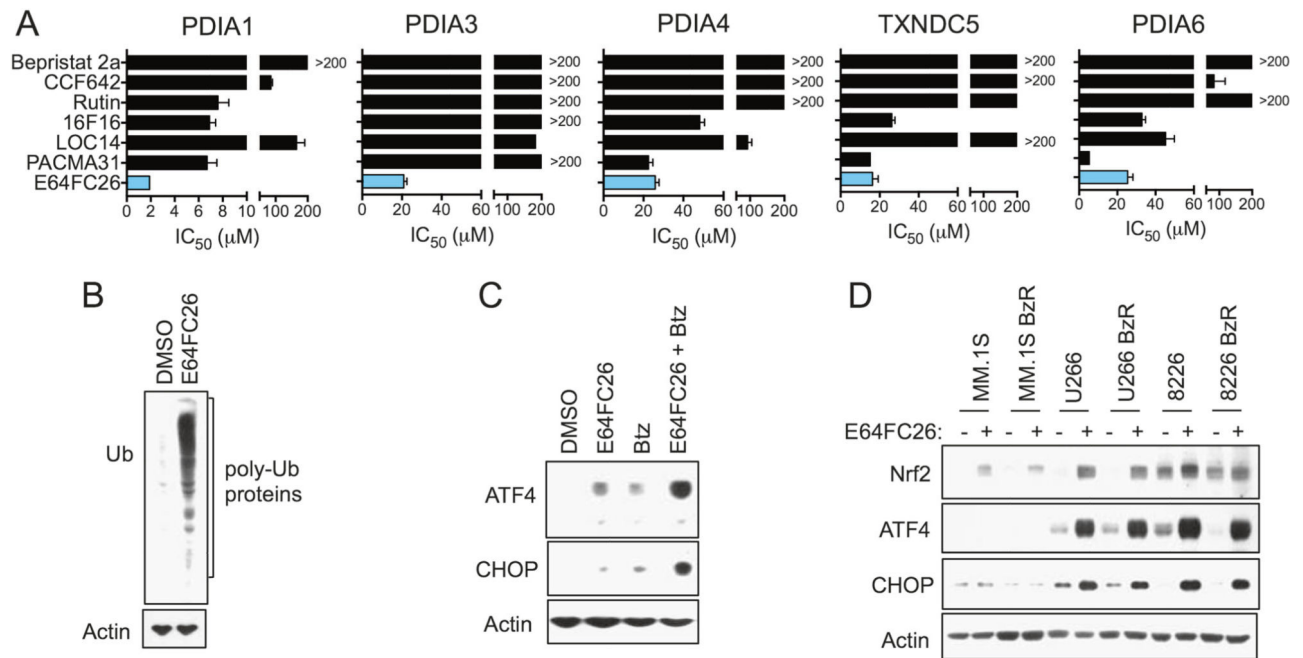 A
PDIA1 PDIA3 PDIA4 TXNDC5 PDIA6
Bepristat 2a >200 >200 >200 >200 >200
CCF642 >200 >200 >200
Rutin >200 >200 >200
16F16 >200
LOC14 >200
PACMA31 >200
E64FC26
0 2 4 6 8 10 100 200 0 20 40 60 100 200 0 20 40 60 100 200 0 20 40 60 100 200 0 20 40 60 100 200
IC50 (μM) IC50 (μM) IC50 (μM) IC50 (μM) IC50 (μM)
B
DMSO
E64FC26
Ub
poly-Ub
proteins
Actin
C
DMSO
E64FC26
Btz
E64FC26 + Btz
ATF4
CHOP
Actin
D
MM.1S
MM.1S BzR
U266
U266 BzR
8226
8226 BzR
E64FC26: - + - + - + - + - + - +
Nrf2
ATF4
CHOP
Actin